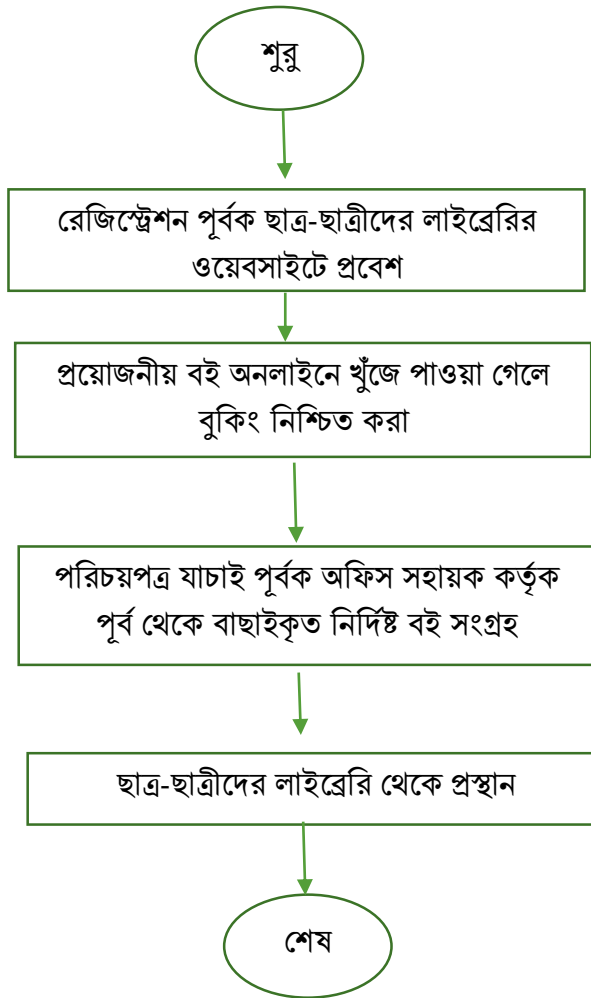 শুরু
রেজিস্ট্রেশন পূর্বক ছাত্র-ছাত্রীদের লাইব্রেরির
ওয়েবসাইটে প্রবেশ
প্রয়োজনীয় বই অনলাইনে খুঁজে পাওয়া গেলে
বুকিং নিশ্চিত করা
পরিচয়পত্র যাচাই পূর্বক অফিস সহায়ক কর্তৃক
পূর্ব থেকে বাছাইকৃত নির্দিষ্ট বই সংগ্রহ
ছাত্র-ছাত্রীদের লাইব্রেরি থেকে প্রস্থান
শেষ